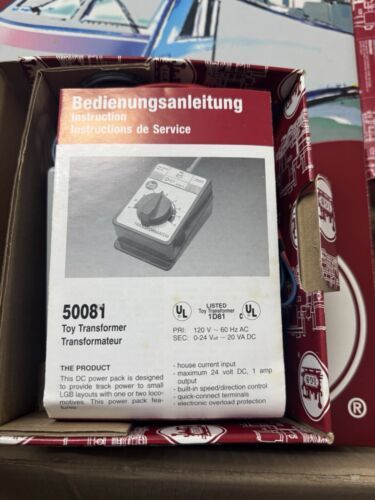 Bedienungsanleitung
Instruction
Instructions de Service
50081
Toy Transformer
Transformateur
UL
LISTED
Toy Transformer
1D81
UL
PRI: 120 V ~ 60 Hz AC
SEC: 0-24 Veff -- 20 VA DC
THE PRODUCT
This DC power pack is designed to
provide track power to small
LGB layouts with one or two loco-
motives. This power pack fea-
tures:
- house current input
- maximum 24 volt DC, 1 amp
output
- built-in speed/direction control
- quick-connect terminals
- electronic overload protection
LGB
®